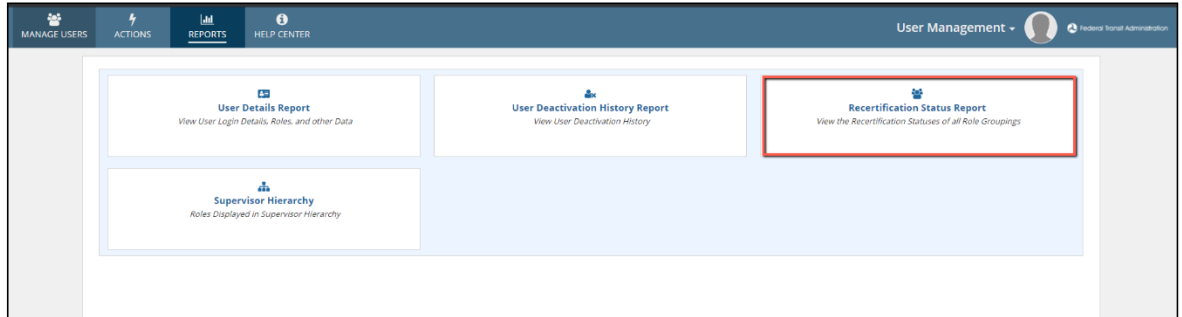 MANAGE USERS
ACTIONS
REPORTS
HELP CENTER
User Management
Federal Transit Administration
User Details Report
View User Login Details, Roles, and other Data
User Deactivation History Report
View User Deactivation History
Recertification Status Report
View the Recertification Statuses of all Role Groupings
Supervisor Hierarchy
Roles Displayed in Supervisor Hierarchy